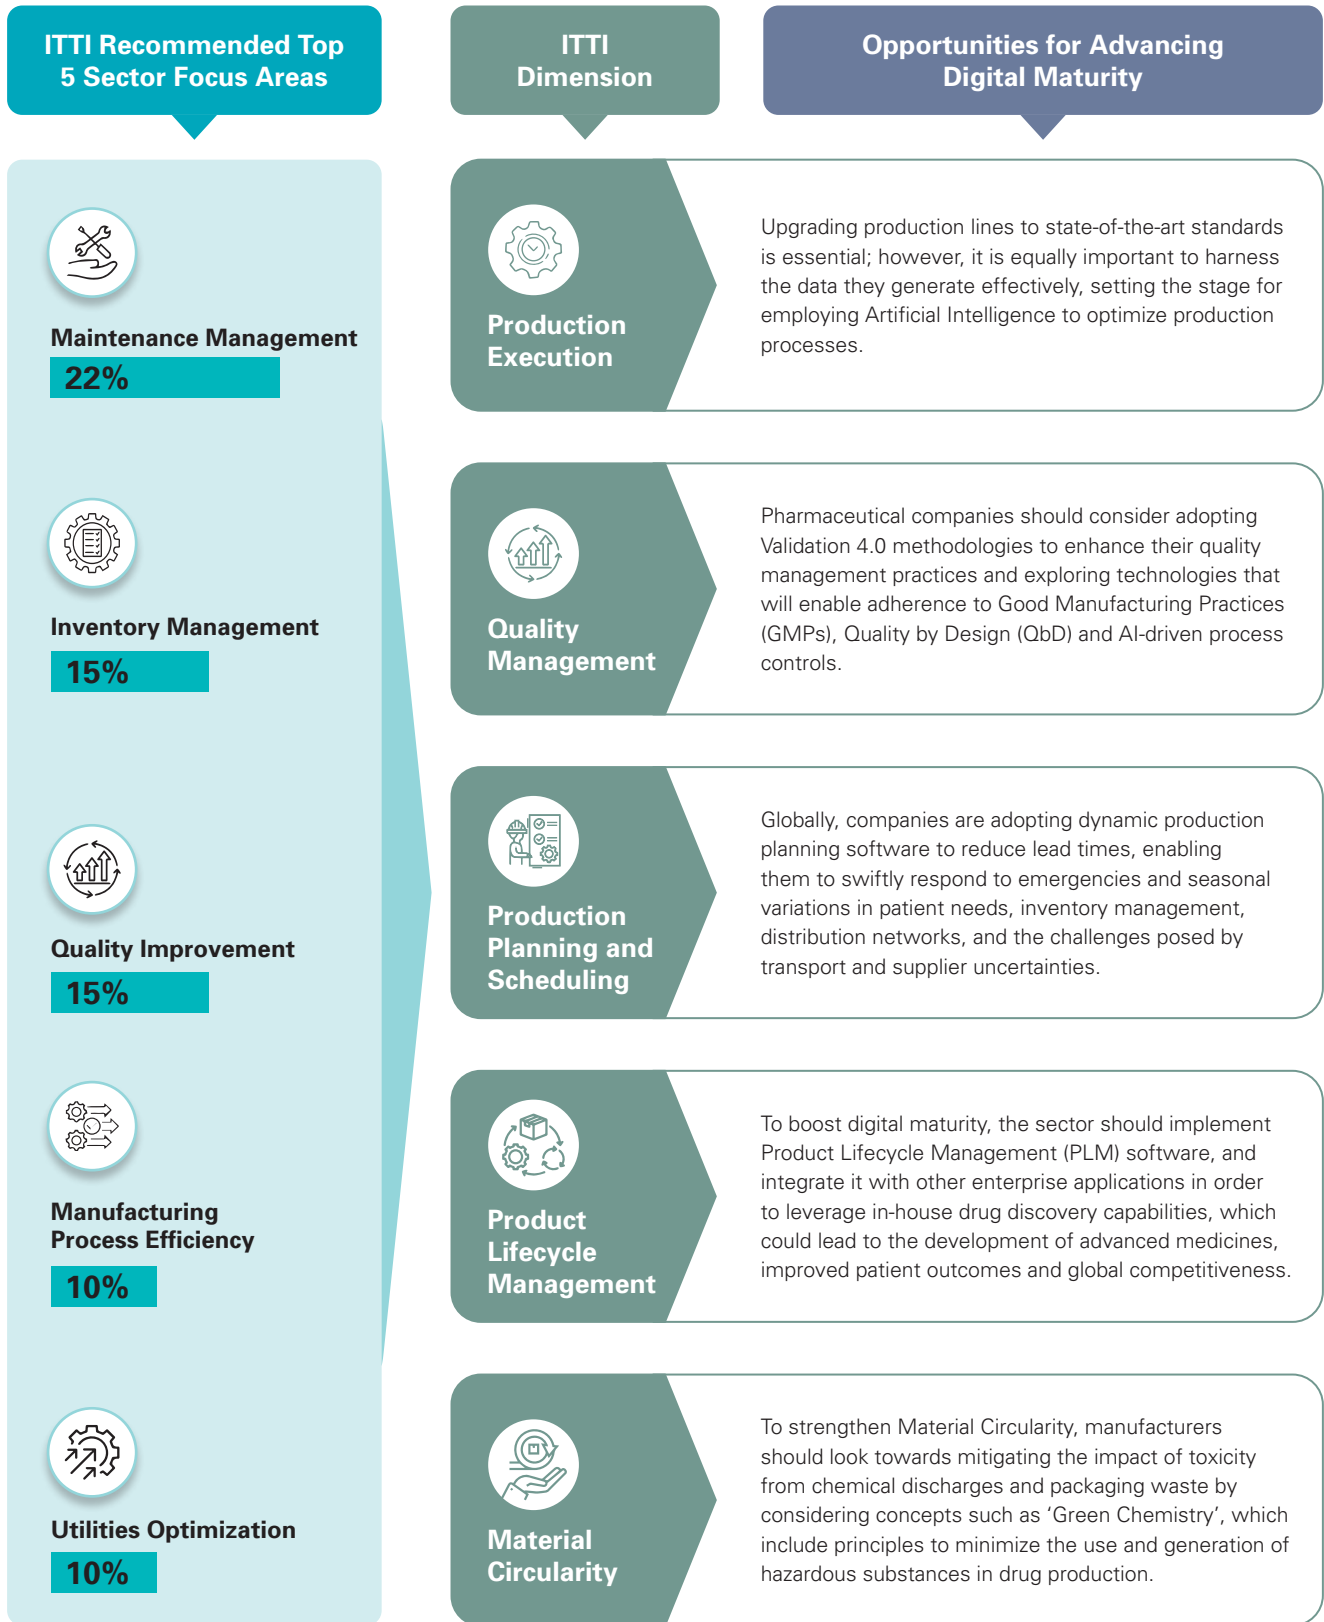 ITTI Recommended Top
5 Sector Focus Areas
Maintenance Management
22%
Inventory Management
15%
Quality Improvement
15%
Manufacturing
Process Efficiency
10%
Utilities Optimization
10%
ITTI
Dimension
Opportunities for Advancing
Digital Maturity
Production
Execution
Upgrading production lines to state-of-the-art standards
is essential; however, it is equally important to harness
the data they generate effectively, setting the stage for
employing Artificial Intelligence to optimize production
processes.
Quality
Management
Pharmaceutical companies should consider adopting
Validation 4.0 methodologies to enhance their quality
management practices and exploring technologies that
will enable adherence to Good Manufacturing Practices
(GMPs), Quality by Design (QbD) and AI-driven process
controls.
Production
Planning and
Scheduling
Globally, companies are adopting dynamic production
planning software to reduce lead times, enabling
them to swiftly respond to emergencies and seasonal
variations in patient needs, inventory management,
distribution networks, and the challenges posed by
transport and supplier uncertainties.
Product
Lifecycle
Management
To boost digital maturity, the sector should implement
Product Lifecycle Management (PLM) software, and
integrate it with other enterprise applications in order
to leverage in-house drug discovery capabilities, which
could lead to the development of advanced medicines,
improved patient outcomes and global competitiveness.
Material
Circularity
To strengthen Material Circularity, manufacturers
should look towards mitigating the impact of toxicity
from chemical discharges and packaging waste by
considering concepts such as ‘Green Chemistry’, which
include principles to minimize the use and generation of
hazardous substances in drug production.